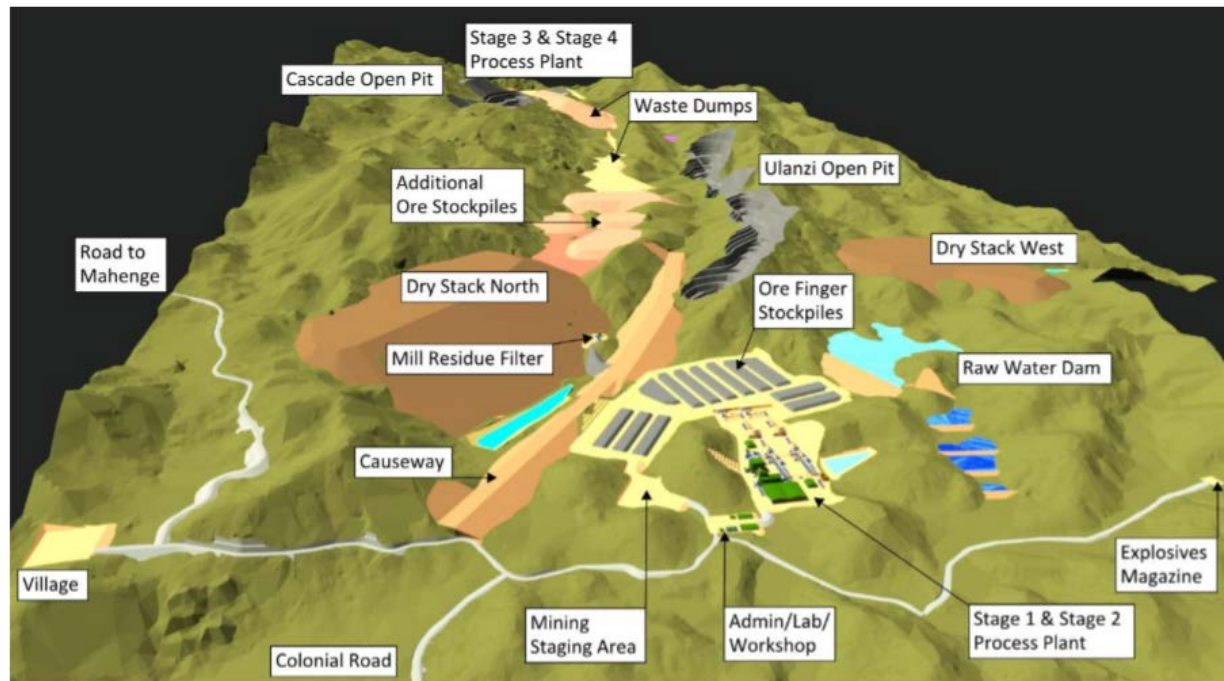 Stage 3 & Stage 4
Process Plant
Cascade Open Pit
Waste Dumps
Ulanzi Open Pit
Additional
Ore Stockpiles
Road to
Mahenge
Dry Stack West
Dry Stack North
Ore Finger
Stockpiles
Mill Residue Filter
Raw Water Dam
Causeway
Village
Explosives
Magazine
Mining
Staging Area
Admin/Lab/
Workshop
Stage 1 & Stage 2
Process Plant
Colonial Road